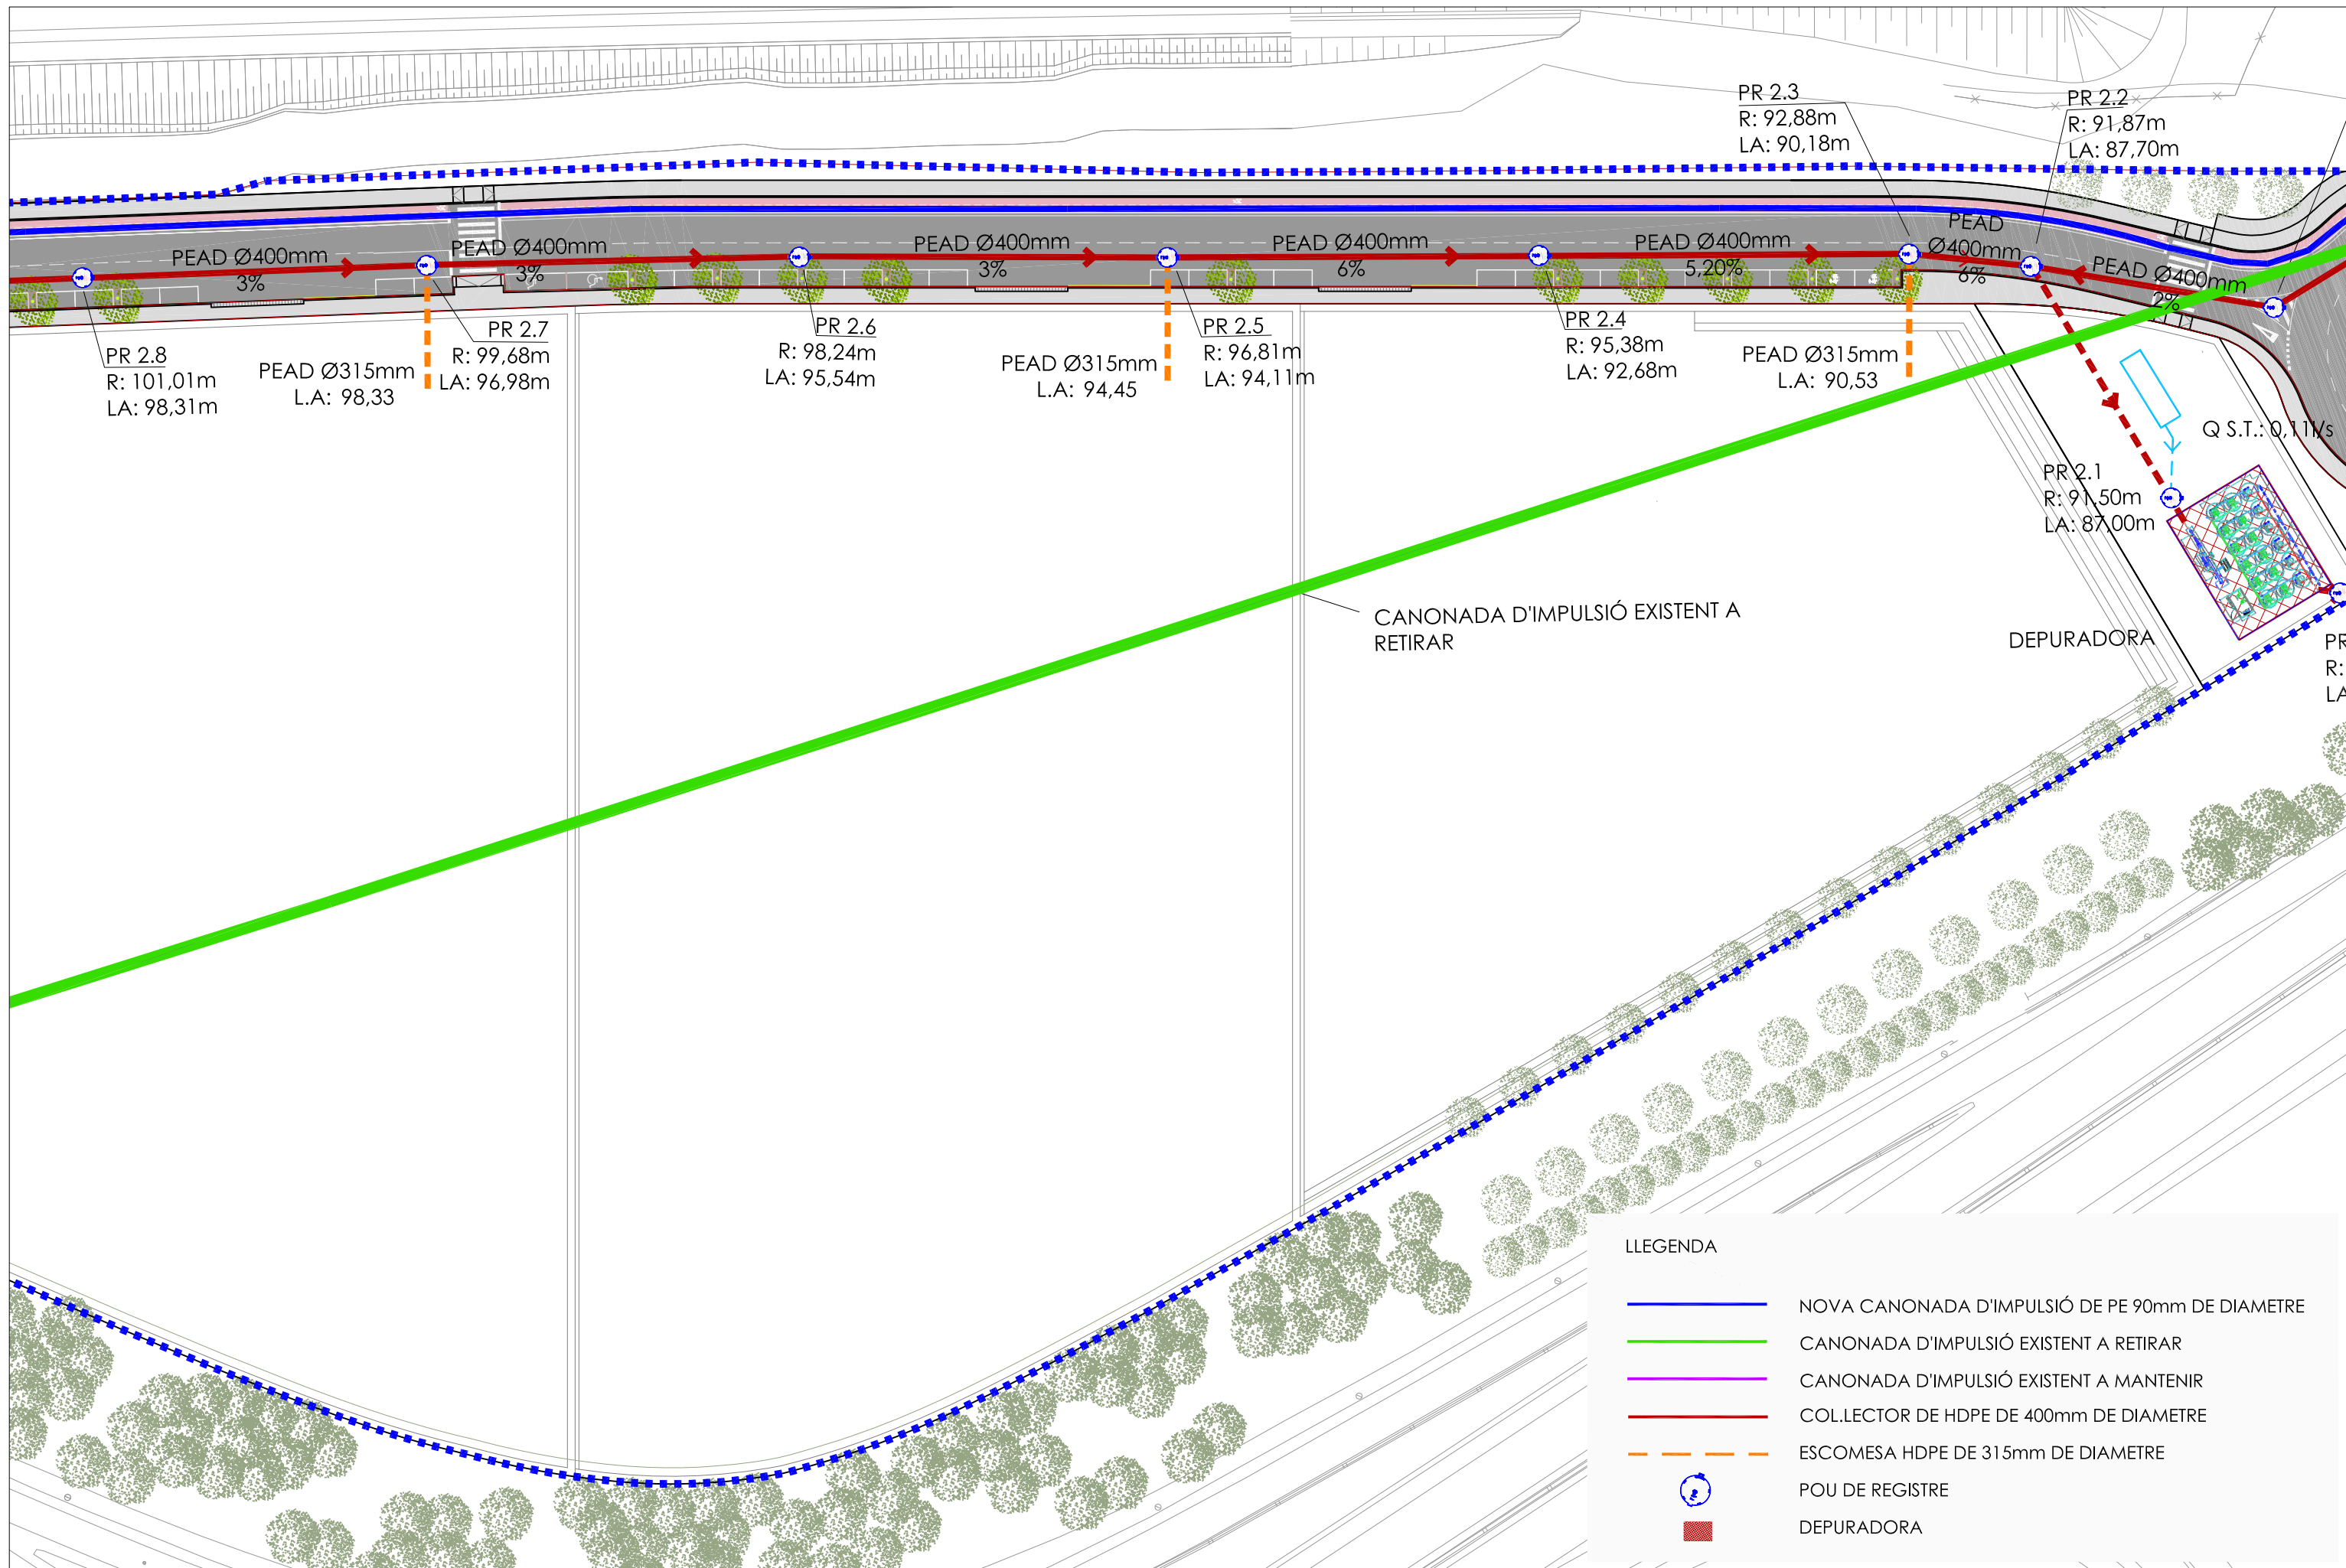 PR 2.3
R: 92,88m
LA: 90,18m
PR 2.2
R: 91,87m
LA: 87,70m
PEAD Ø400mm
3%
PEAD Ø400mm
3%
PEAD Ø400mm
3%
PEAD Ø400mm
6%
PEAD Ø400mm
5,20%
PEAD
Ø400mm
6%
PEAD Ø400mm
2%
PR 2.8
R: 101,01m
LA: 98,31m
PEAD Ø315mm
L.A: 98,33
PR 2.7
R: 99,68m
LA: 96,98m
PR 2.6
R: 98,24m
LA: 95,54m
PEAD Ø315mm
L.A: 94,45
PR 2.5
R: 96,81m
LA: 94,11m
PR 2.4
R: 95,38m
LA: 92,68m
PEAD Ø315mm
L.A: 90,53
Q S.T.: 0,11l/s
PR 2.1
R: 91,50m
LA: 87,00m
CANONADA D'IMPULSIÓ EXISTENT A
RETIRAR
DEPURADORA
PR
R:
LA
LLEGENDA
NOVA CANONADA D'IMPULSIÓ DE PE 90mm DE DIAMETRE
CANONADA D'IMPULSIÓ EXISTENT A RETIRAR
CANONADA D'IMPULSIÓ EXISTENT A MANTENIR
COL.LECTOR DE HDPE DE 400mm DE DIAMETRE
ESCOMESA HDPE DE 315mm DE DIAMETRE
POU DE REGISTRE
DEPURADORA